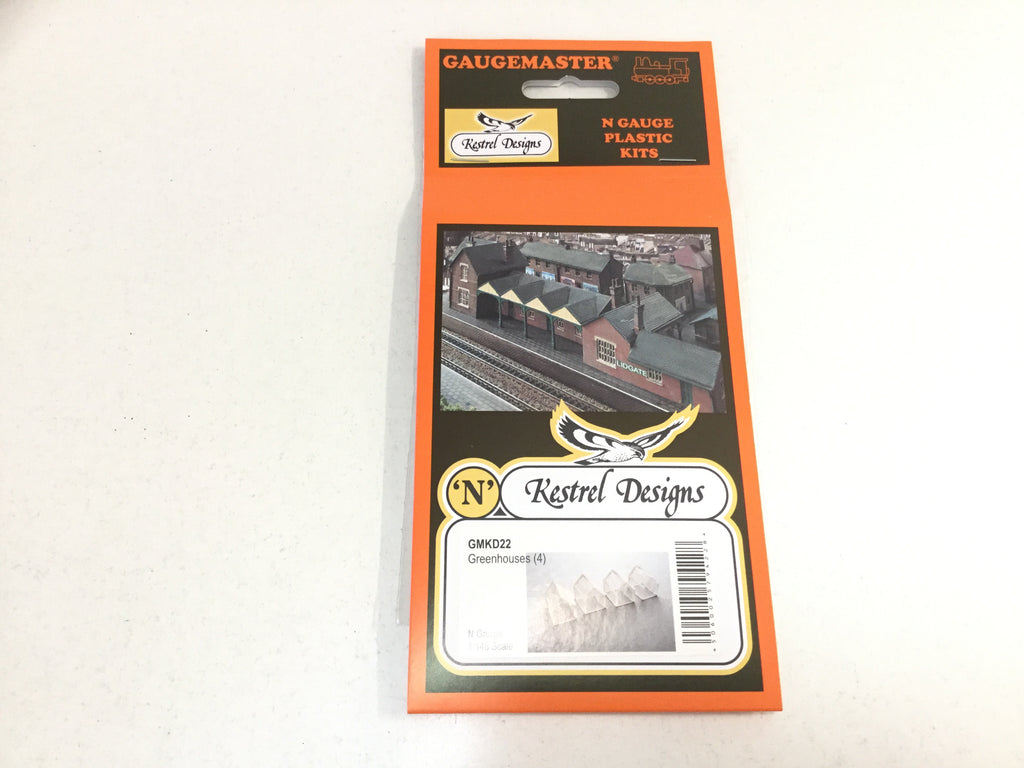 GAUGEMASTER®
Kestrel Designs
N GAUGE
PLASTIC
KITS
LIDGATE
'N'
Kestrel Designs
GMKD22
Greenhouses (4)
N Gauge
1:148 Scale